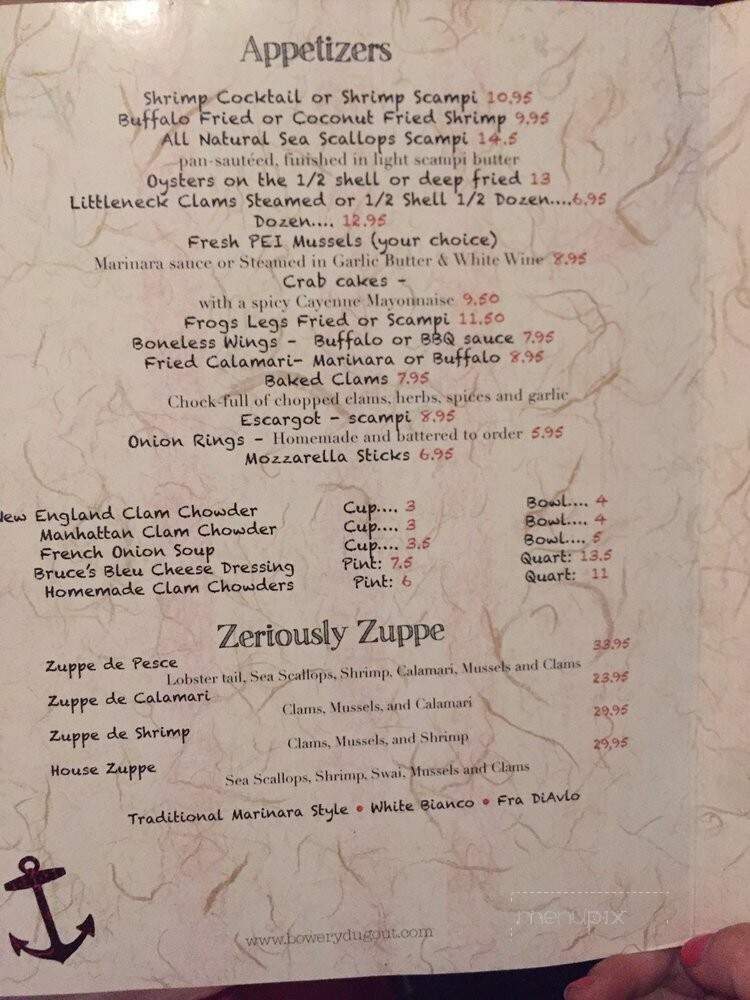 Appetizers
Shrimp Cocktail or Shrimp Scampi 10.95
Buffalo Fried or Coconut Fried Shrimp 9.95
All Natural Sea Scallops Scampi 14.5
pan-sautéed, finished in light scampi butter
Oysters on the 1/2 shell or deep fried 13
Littleneck Clams Steamed or 1/2 Shell 1/2 Dozen....6.95
Dozen.... 12.95
Fresh PEI Mussels (your choice)
Marinara sauce or Steamed in Garlic Butter & White Wine 8.95
Crab cakes -
with a spicy Cayenne Mayonnaise 9.50
Frogs Legs Fried or Scampi 11.50
Boneless Wings - Buffalo or BBQ sauce 7.95
Fried Calamari- Marinara or Buffalo 8.95
Baked Clams 7.95
Chock-full of chopped clams, herbs, spices and garlic
Escargot - scampi 8.95
Onion Rings - Homemade and battered to order 5.95
Mozzarella Sticks 6.95
New England Clam Chowder Cup.... 3 Bowl.... 4
Manhattan Clam Chowder Cup.... 3 Bowl.... 4
French Onion Soup Cup.... 3.5 Bowl.... 5
Bruce's Bleu Cheese Dressing Pint: 7.5 Quart: 13.5
Homemade Clam Chowders Pint: 6 Quart: 11
Zeriously Zuppe
Zuppe de Pesce 33.95
Lobster tail, Sea Scallops, Shrimp, Calamari, Mussels and Clams
Zuppe de Calamari 23.95
Clams, Mussels, and Calamari
Zuppe de Shrimp 29.95
Clams, Mussels, and Shrimp
House Zuppe 29.95
Sea Scallops, Shrimp, Swai, Mussels and Clams
Traditional Marinara Style • White Bianco • Fra DiAvlo
www.bowerydugout.com
menupix